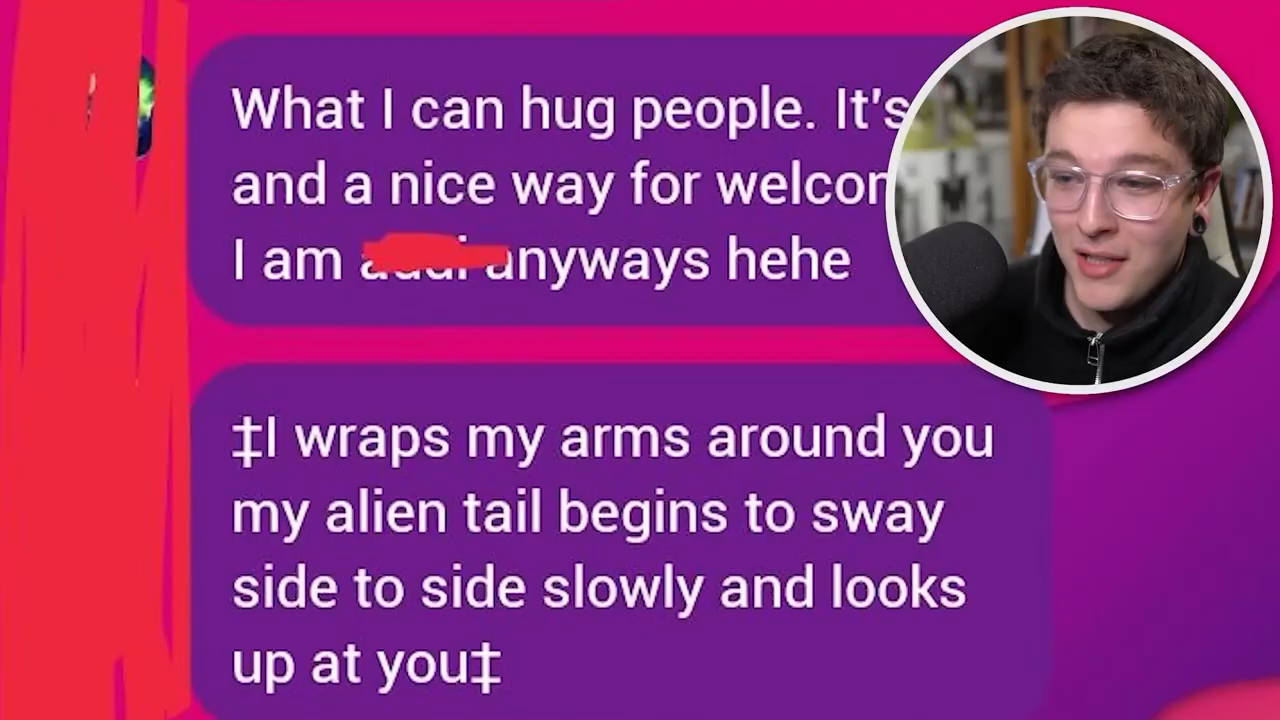 What I can hug people. It's
and a nice way for
I am anyways hehe
‡I wraps my arms around you
my alien tail begins to sway
side to side slowly and looks
up at you‡